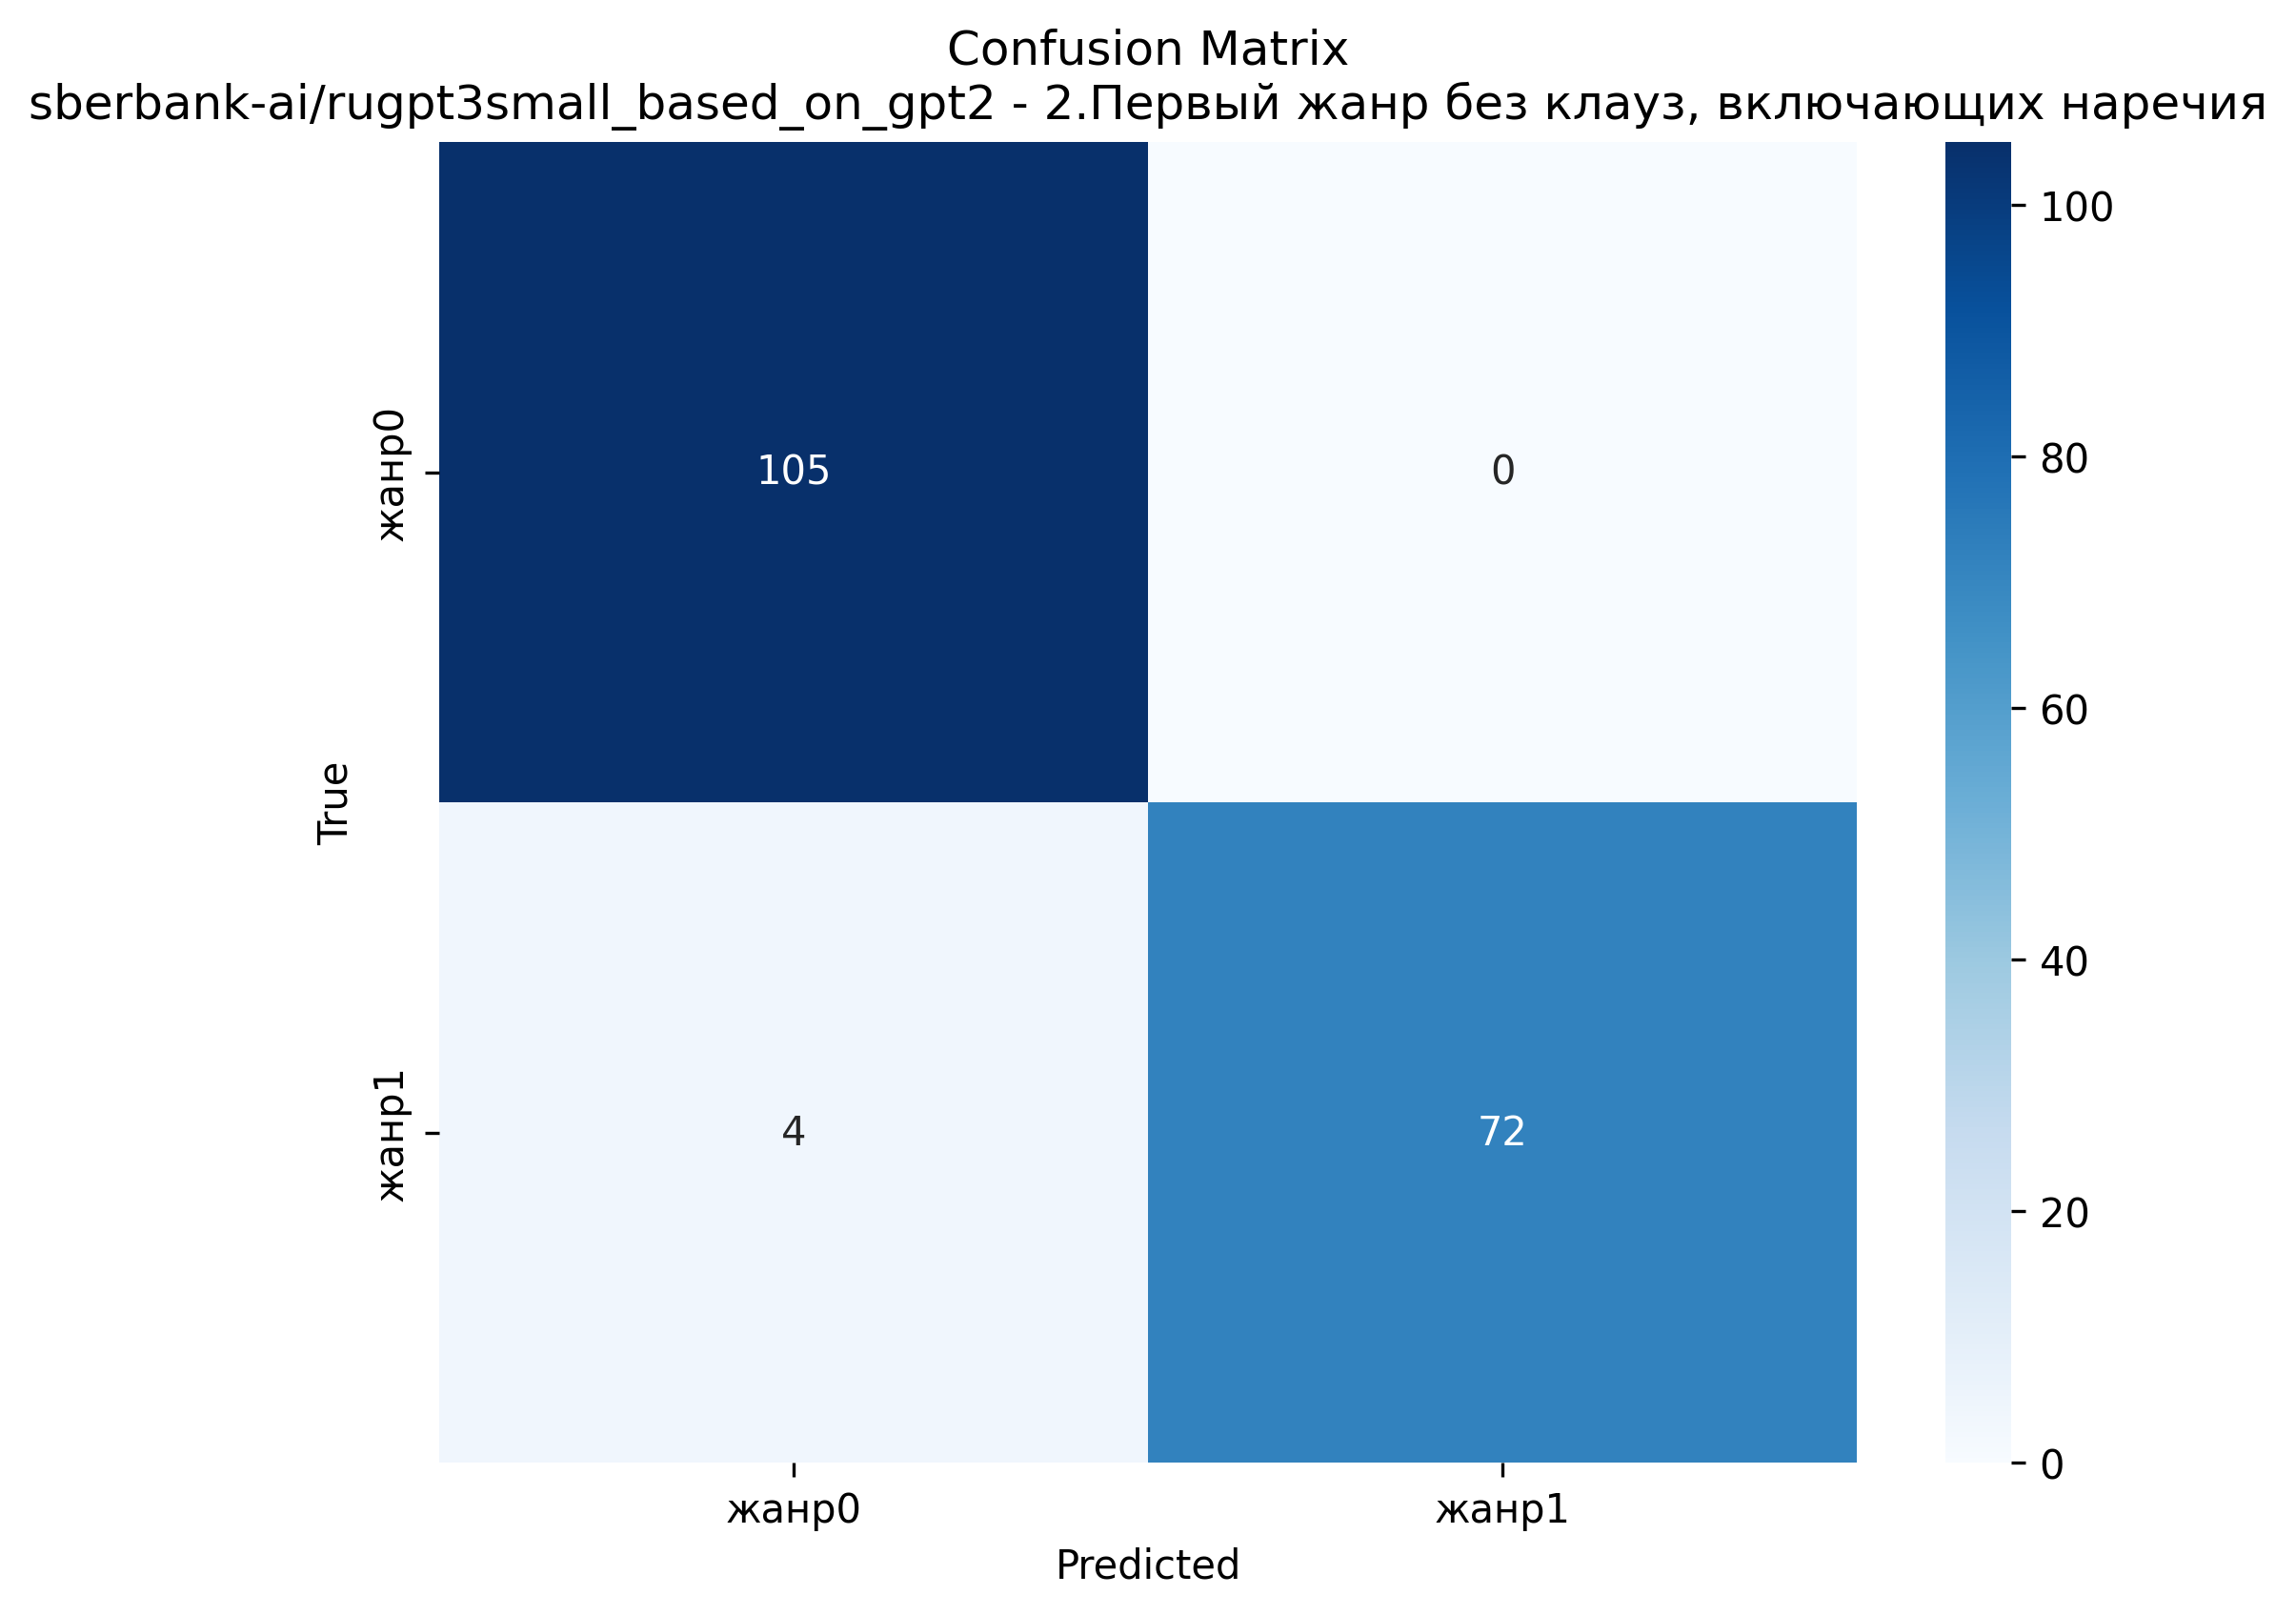 Confusion Matrix
sberbank-ai/rugpt3small_based_on_gpt2 - 2.Первый жанр без клауз, включающих наречия
True
жанр0
105
0
жанр1
4
72
жанр0
жанр1
Predicted
100
80
60
40
20
0